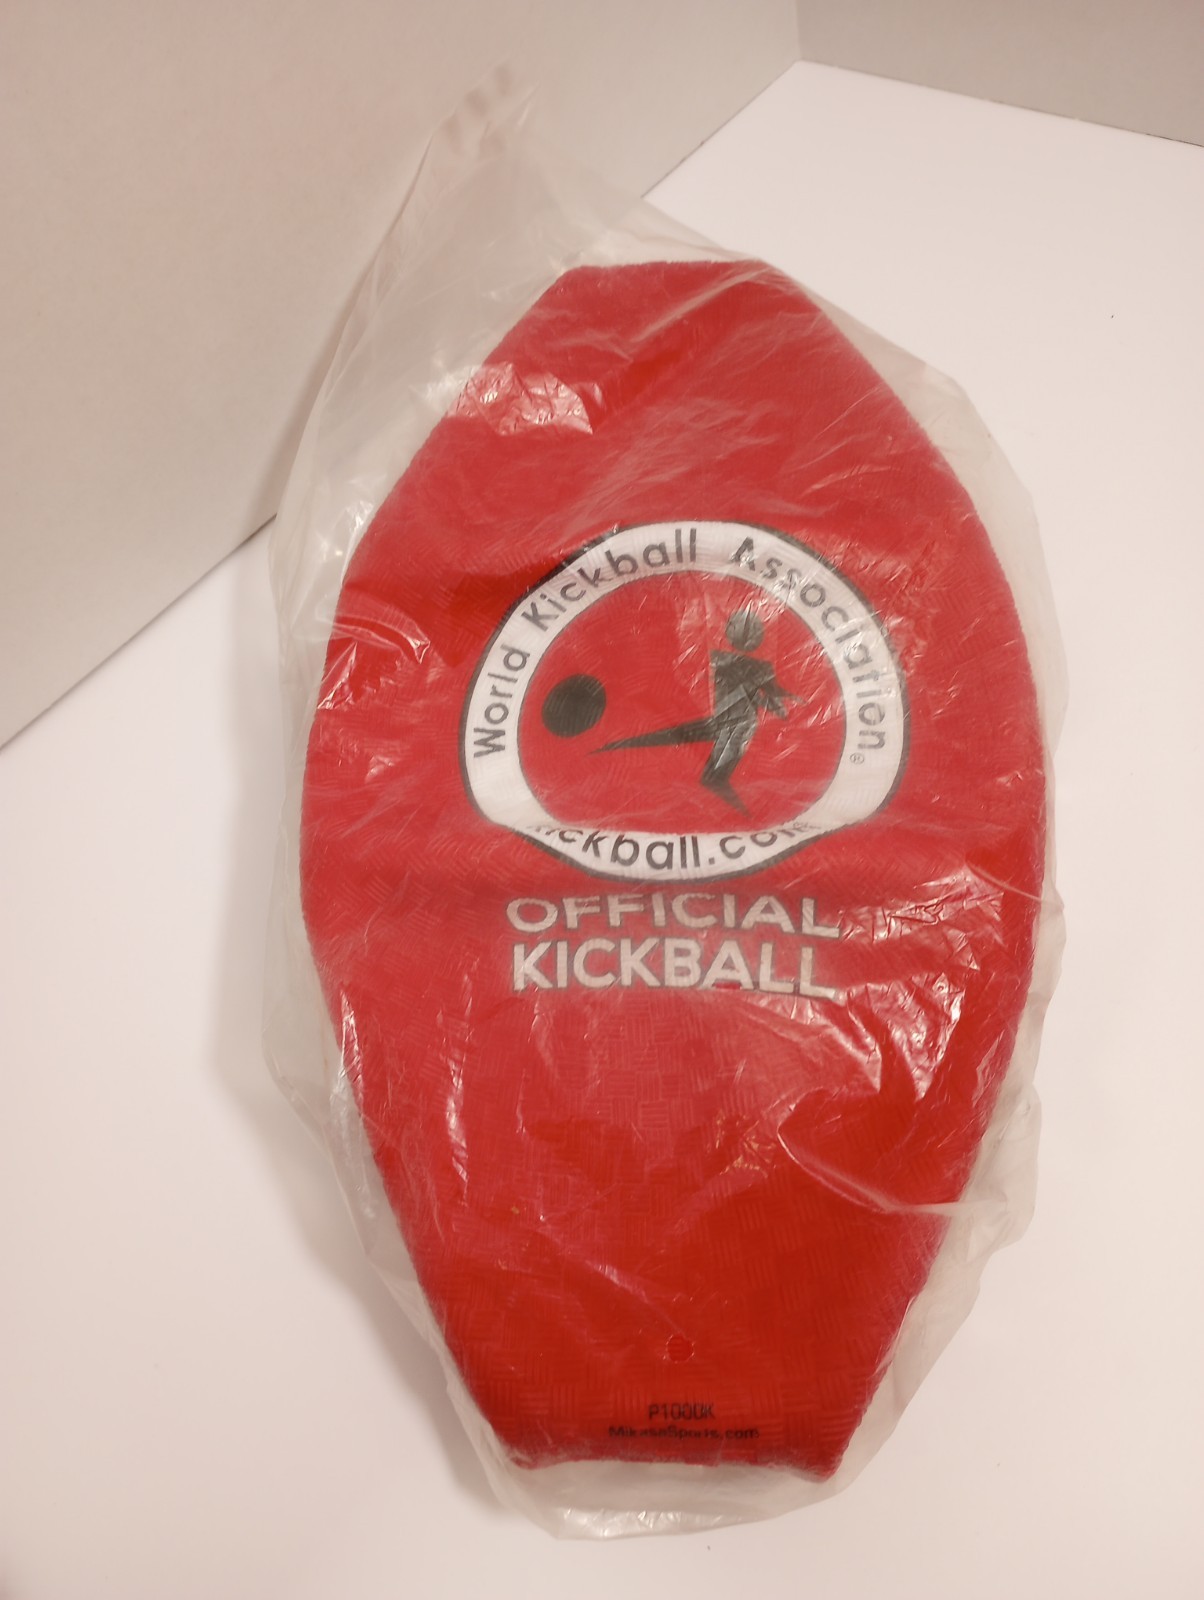 World Kickball Association®
kickball.com
OFFICIAL
KICKBALL
P1000K
MikasaSports.com